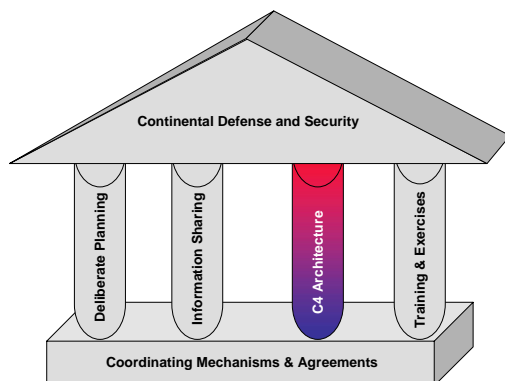 Continental Defense and Security
Deliberate Planning
Information Sharing
C4 Architecture
Training & Exercises
Coordinating Mechanisms & Agreements